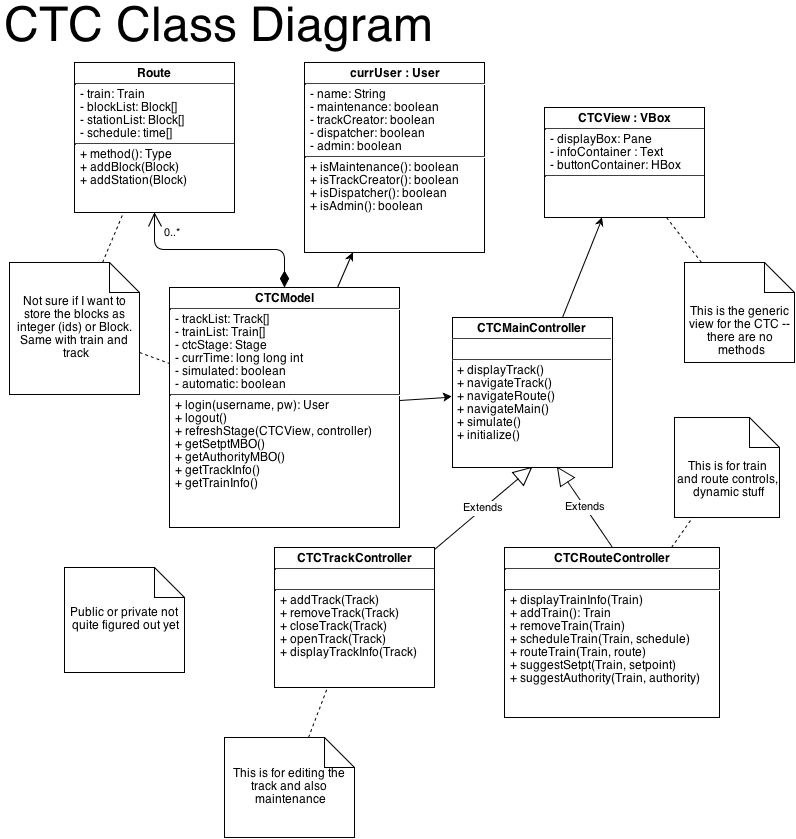 CTC Class Diagram
Route
- train: Train
- blockList: Block[]
- stationList: Block[]
- schedule: time[]
+ method(): Type
+ addBlock(Block)
+ addStation(Block)
currUser : User
- name: String
- maintenance: boolean
- trackCreator: boolean
- dispatcher: boolean
- admin: boolean
+ isMaintenance(): boolean
+ isTrackCreator(): boolean
+ isDispatcher(): boolean
+ isAdmin(): boolean
CTCView : VBox
- displayBox: Pane
- infoContainer : Text
- buttonContainer: HBox
0..*
Not sure if I want to
store the blocks as
integer (ids) or Block.
Same with train and
track
CTCModel
- trackList: Track[]
- trainList: Train[]
- ctcStage: Stage
- currTime: long long int
- simulated: boolean
- automatic: boolean
+ login(username, pw): User
+ logout()
+ refreshStage(CTCView, controller)
+ getSetptMBO()
+ getAuthorityMBO()
+ getTrackInfo()
+ getTrainInfo()
CTCMainController
+ displayTrack()
+ navigateTrack()
+ navigateRoute()
+ navigateMain()
+ simulate()
+ initialize()
This is the generic
view for the CTC --
there are no
methods
This is for train
and route controls,
dynamic stuff
Extends
Extends
CTCTrackController
+ addTrack(Track)
+ removeTrack(Track)
+ closeTrack(Track)
+ openTrack(Track)
+ displayTrackInfo(Track)
CTCRouteController
+ displayTrainInfo(Train)
+ addTrain(): Train
+ removeTrain(Train)
+ scheduleTrain(Train, schedule)
+ routeTrain(Train, route)
+ suggestSetpt(Train, setpoint)
+ suggestAuthority(Train, authority)
Public or private not
quite figured out yet
This is for editing the
track and also
maintenance